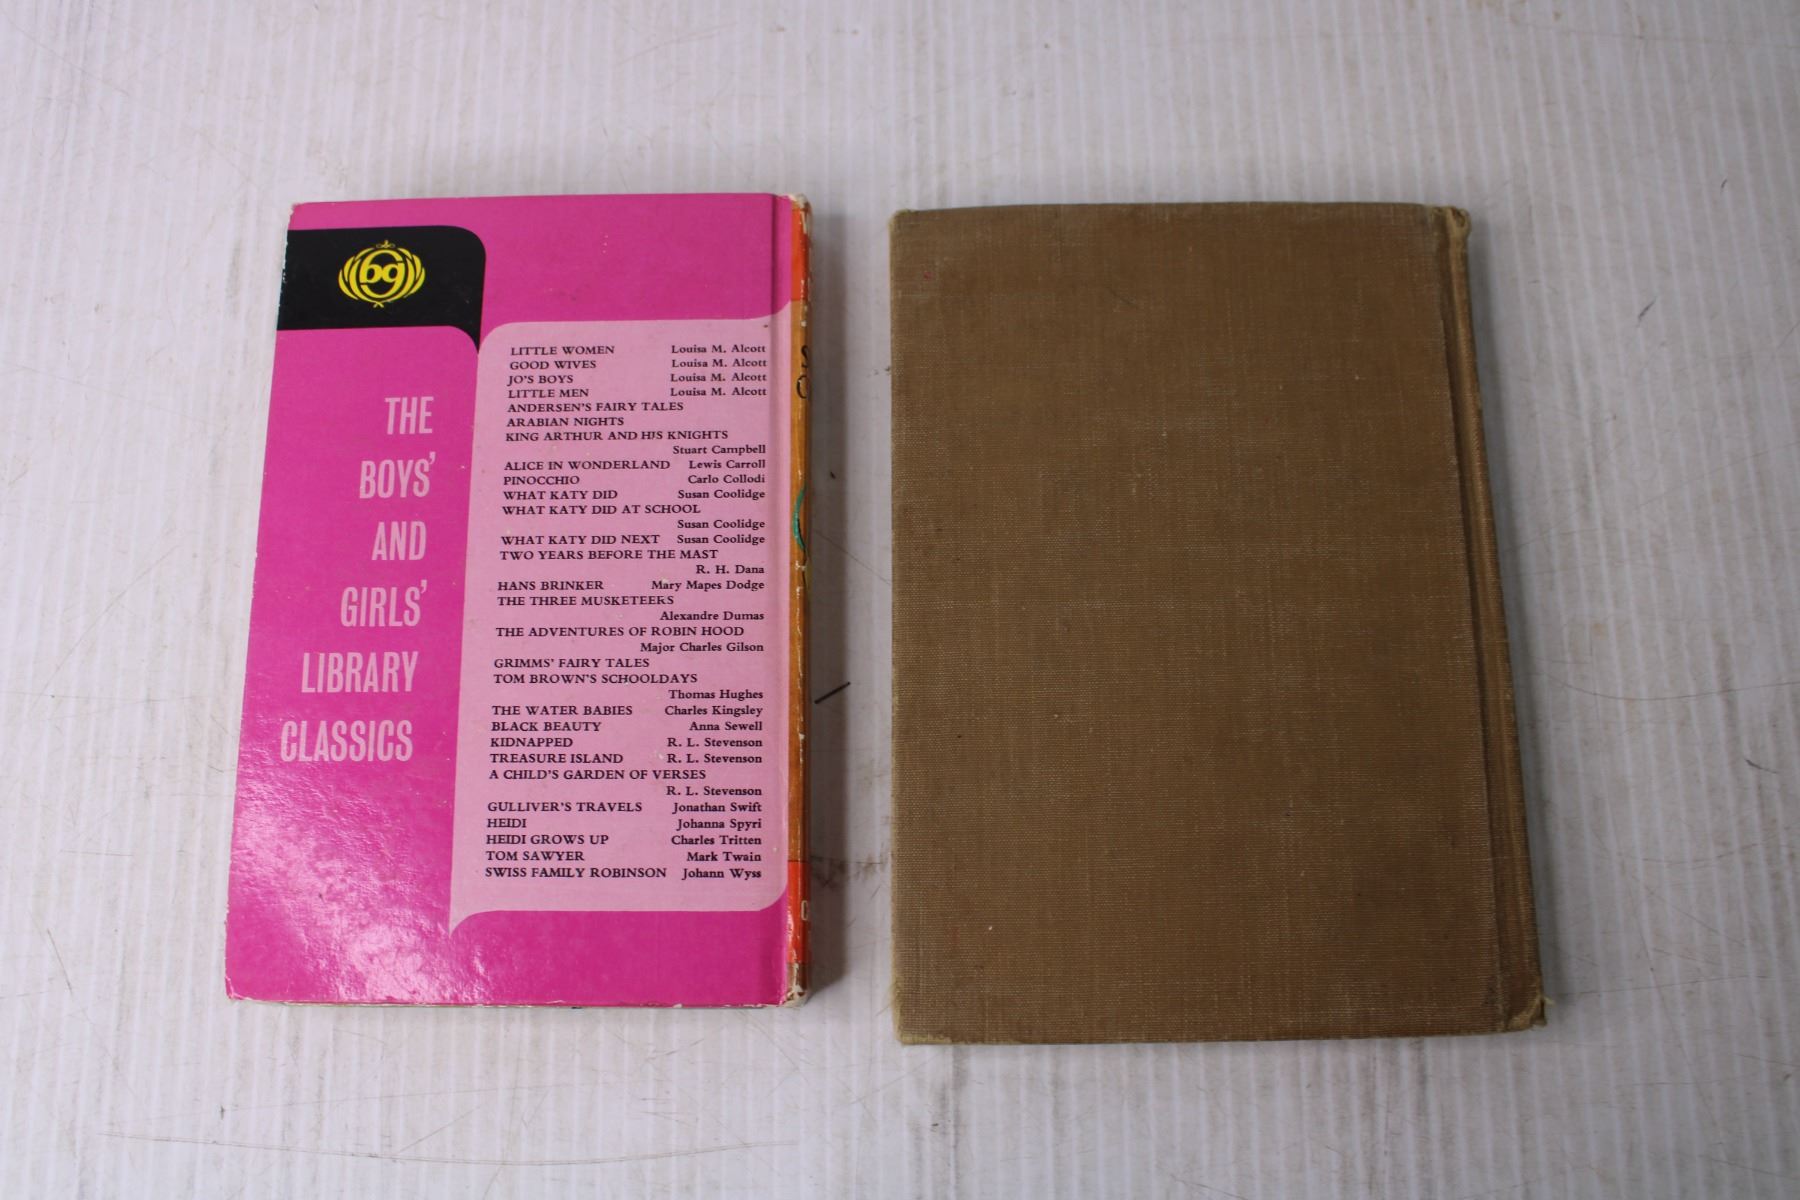 bg
THE
BOYS'
AND
GIRLS'
LIBRARY
CLASSICS
LITTLE WOMEN Louisa M. Alcott
GOOD WIVES Louisa M. Alcott
JO'S BOYS Louisa M. Alcott
LITTLE MEN Louisa M. Alcott
ANDERSEN'S FAIRY TALES
ARABIAN NIGHTS
KING ARTHUR AND HIS KNIGHTS
Stuart Campbell
ALICE IN WONDERLAND Lewis Carroll
PINOCCHIO Carlo Collodi
WHAT KATY DID Susan Coolidge
WHAT KATY DID AT SCHOOL
Susan Coolidge
WHAT KATY DID NEXT Susan Coolidge
TWO YEARS BEFORE THE MAST
R. H. Dana
HANS BRINKER Mary Mapes Dodge
THE THREE MUSKETEERS
Alexandre Dumas
THE ADVENTURES OF ROBIN HOOD
Major Charles Gilson
GRIMMS' FAIRY TALES
TOM BROWN'S SCHOOLDAYS
Thomas Hughes
THE WATER BABIES Charles Kingsley
BLACK BEAUTY Anna Sewell
KIDNAPPED R. L. Stevenson
TREASURE ISLAND R. L. Stevenson
A CHILD'S GARDEN OF VERSES
R. L. Stevenson
GULLIVER'S TRAVELS Jonathan Swift
HEIDI Johanna Spyri
HEIDI GROWS UP Charles Tritten
TOM SAWYER Mark Twain
SWISS FAMILY ROBINSON Johann Wyss